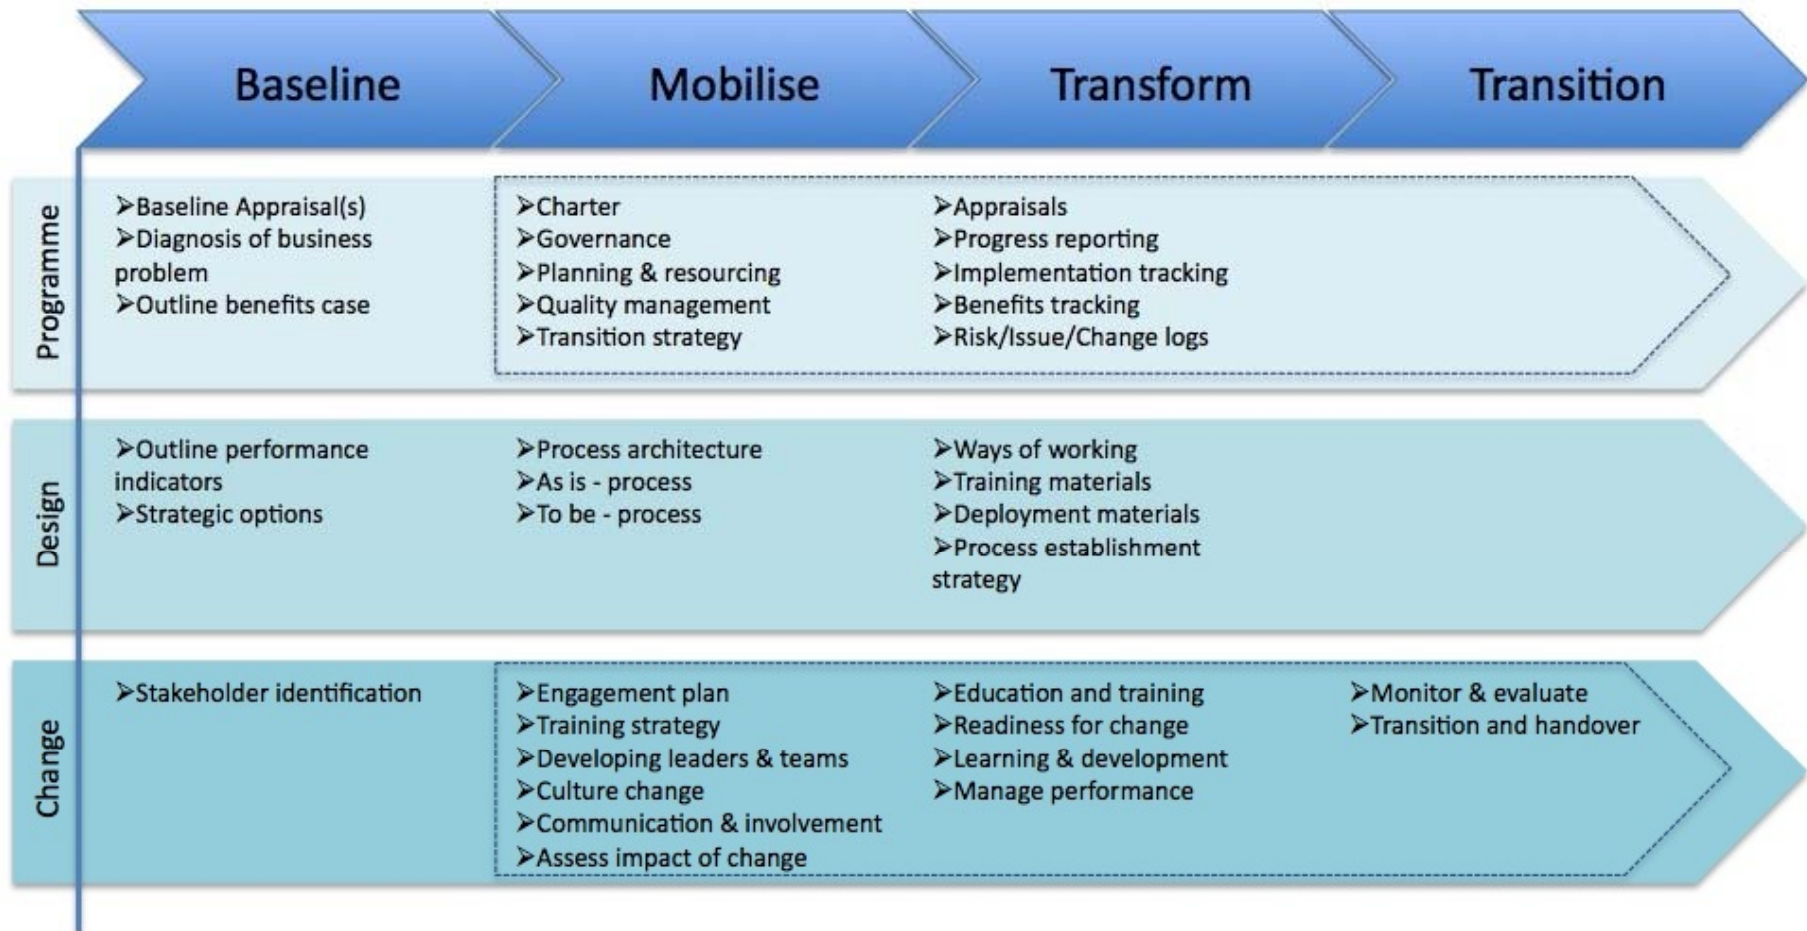 Baseline
Mobilise
Transform
Transition
Programme
➢Baseline Appraisal(s)
➢Diagnosis of business
problem
➢Outline benefits case
➢Charter
➢Governance
➢Planning & resourcing
➢Quality management
➢Transition strategy
➢Appraisals
➢Progress reporting
➢Implementation tracking
➢Benefits tracking
➢Risk/Issue/Change logs
Design
➢Outline performance
indicators
➢Strategic options
➢Process architecture
➢As is - process
➢To be - process
➢Ways of working
➢Training materials
➢Deployment materials
➢Process establishment
strategy
Change
➢Stakeholder identification
➢Engagement plan
➢Training strategy
➢Developing leaders & teams
➢Culture change
➢Communication & involvement
➢Assess impact of change
➢Education and training
➢Readiness for change
➢Learning & development
➢Manage performance
➢Monitor & evaluate
➢Transition and handover